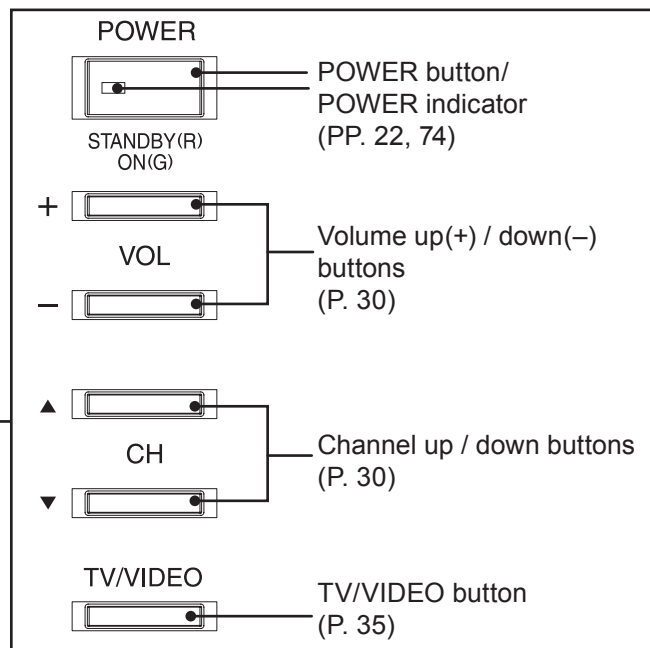 POWER
POWER button/
POWER indicator
(PP. 22, 74)
STANDBY(R)
ON(G)
+
VOL
–
Volume up(+) / down(–)
buttons
(P. 30)
▲
CH
▼
Channel up / down buttons
(P. 30)
TV/VIDEO
TV/VIDEO button
(P. 35)